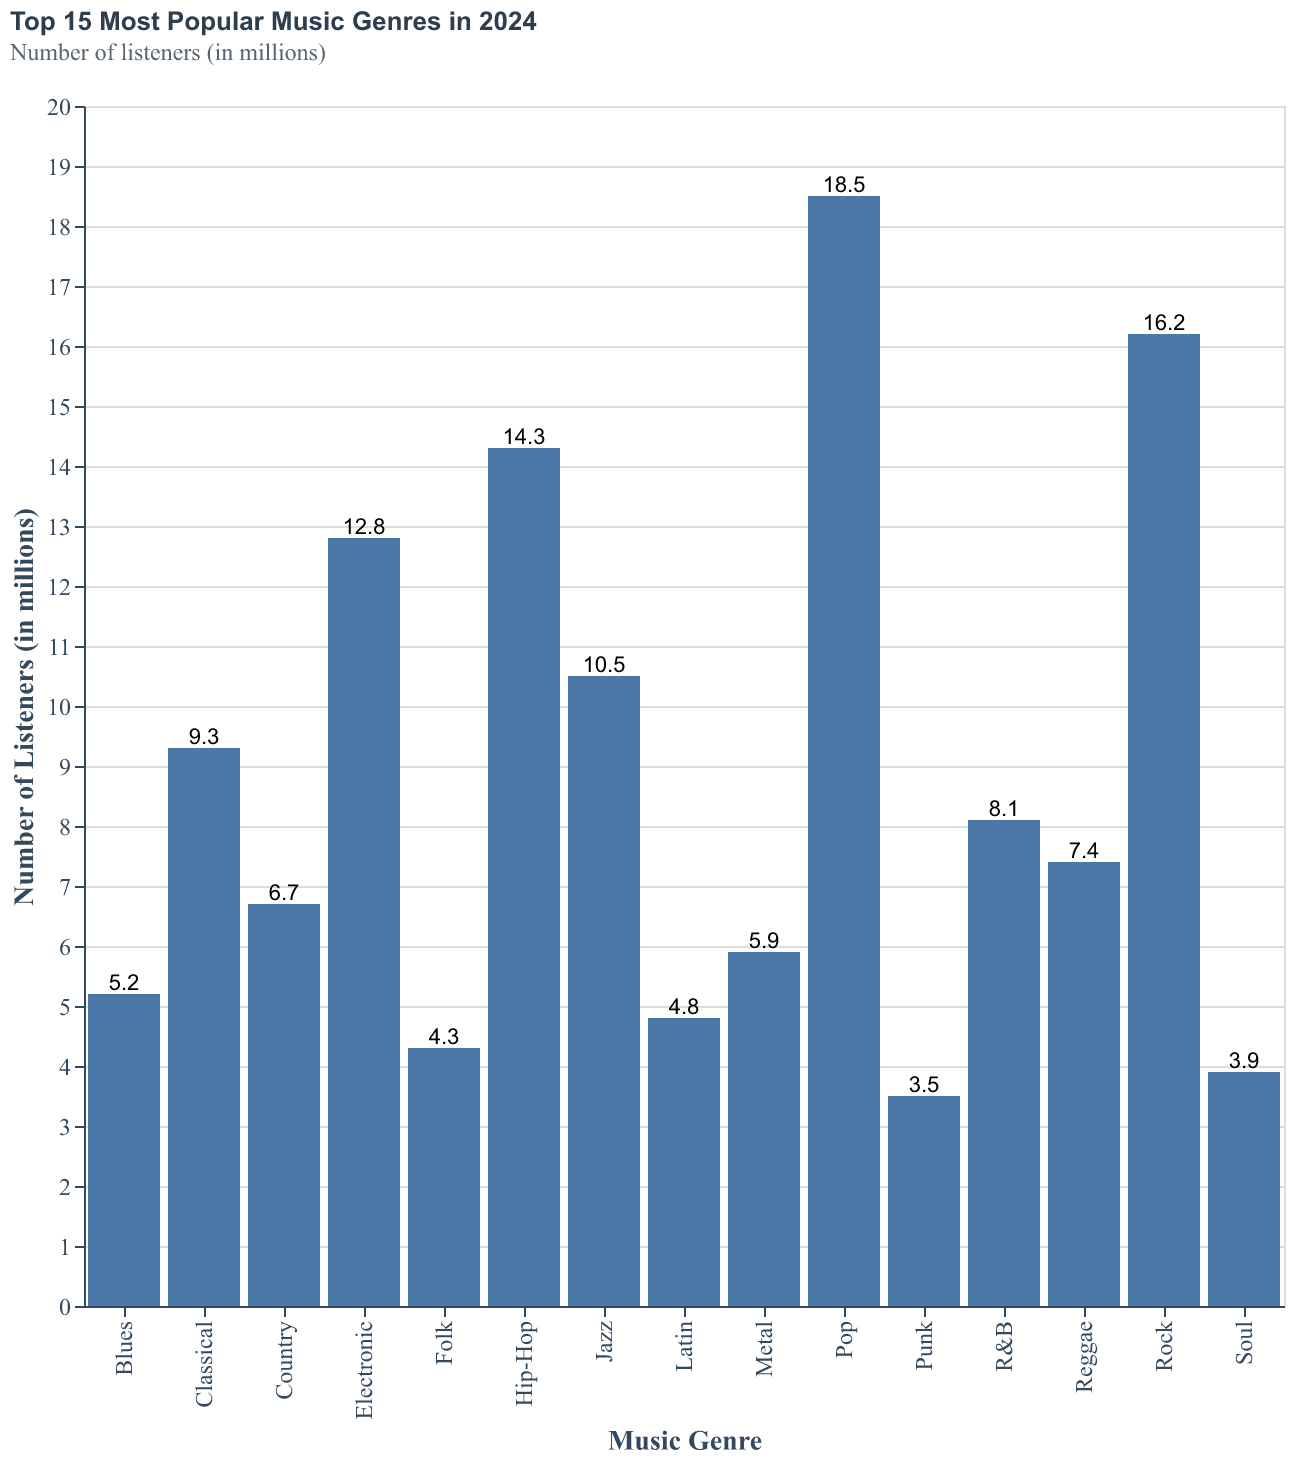 Top 15 Most Popular Music Genres in 2024
Number of listeners (in millions)
Number of Listeners (in millions)
20
19
18
17
16
15
14
13
12
11
10
9
8
7
6
5
4
3
2
1
0
5.2
9.3
6.7
12.8
4.3
14.3
10.5
4.8
5.9
18.5
3.5
8.1
7.4
16.2
3.9
Blues
Classical
Country
Electronic
Folk
Hip-Hop
Jazz
Latin
Metal
Pop
Punk
R&B
Reggae
Rock
Soul
Music Genre